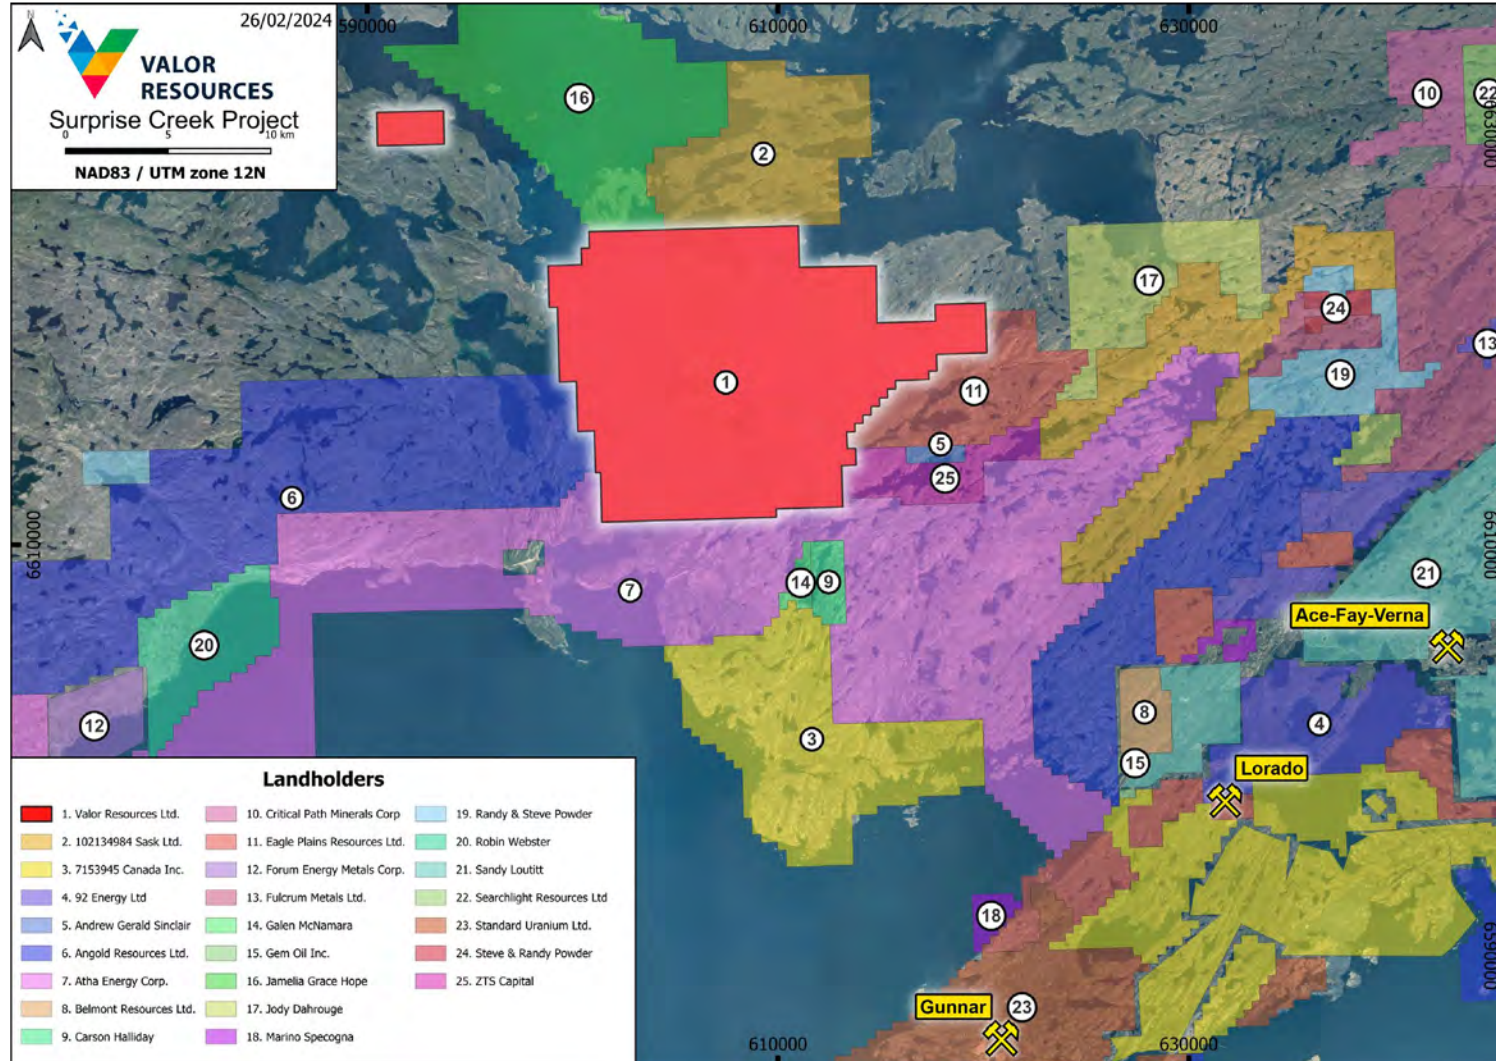 N
26/02/2024
VALOR
RESOURCES
Surprise Creek Project
0 5 10 km
NAD83 / UTM zone 12N
590000
610000
630000
16
10
22
6630000
2
17
24
13
1
19
11
5
25
6
6610000
6610000
7
14
9
21
Ace-Fay-Verna
20
12
8
4
3
15
Lorado
18
6590000
Gunnar
23
610000
630000
Landholders
1. Valor Resources Ltd.
2. 102134984 Sask Ltd.
3. 7153945 Canada Inc.
4. 92 Energy Ltd
5. Andrew Gerald Sinclair
6. Angold Resources Ltd.
7. Atha Energy Corp.
8. Belmont Resources Ltd.
9. Carson Halliday
10. Critical Path Minerals Corp
11. Eagle Plains Resources Ltd.
12. Forum Energy Metals Corp.
13. Fulcrum Metals Ltd.
14. Galen McNamara
15. Gem Oil Inc.
16. Jamelia Grace Hope
17. Jody Dahrouge
18. Marino Specogna
19. Randy & Steve Powder
20. Robin Webster
21. Sandy Loutitt
22. Searchlight Resources Ltd
23. Standard Uranium Ltd.
24. Steve & Randy Powder
25. ZTS Capital